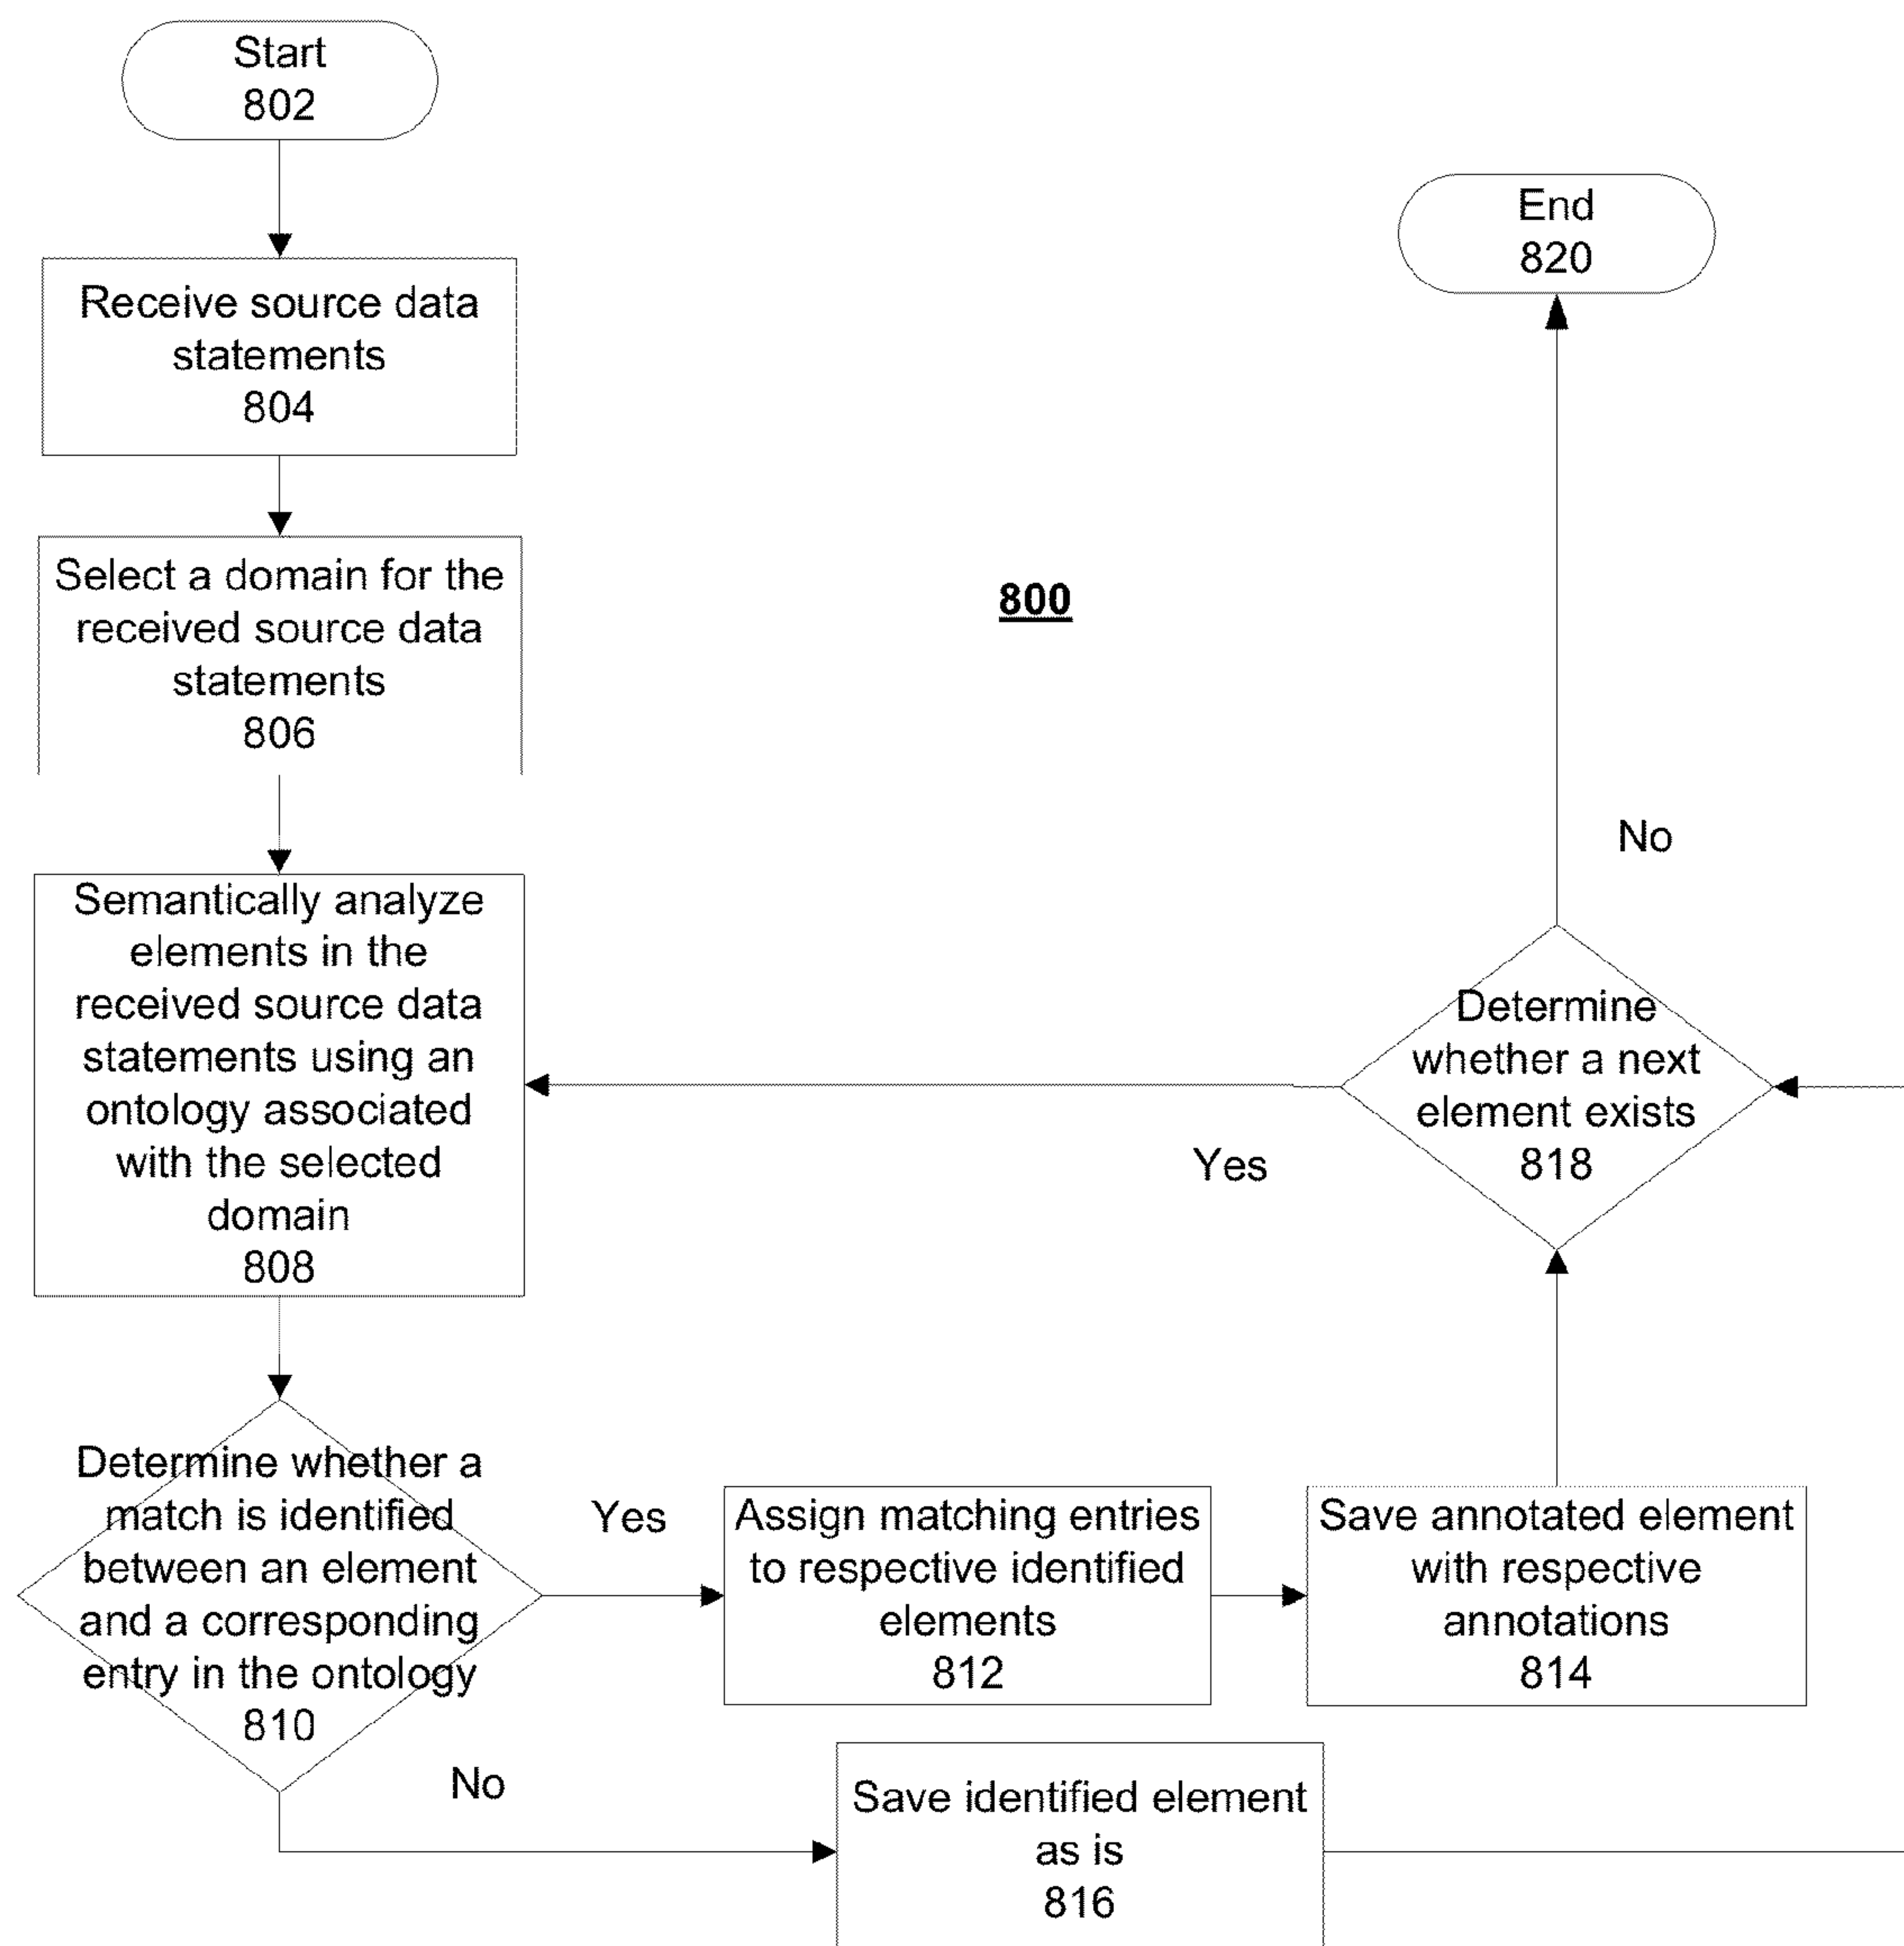 Start
802
Receive source data
statements
804
Select a domain for the
received source data
statements
806
800
Semantically analyze
elements in the
received source data
statements using an
ontology associated
with the selected
domain
808
Determine whether a
match is identified
between an element
and a corresponding
entry in the ontology
810
Yes
Assign matching entries
to respective identified
elements
812
Save annotated element
with respective
annotations
814
No
Save identified element
as is
816
Determine
whether a next
element exists
818
Yes
No
End
820